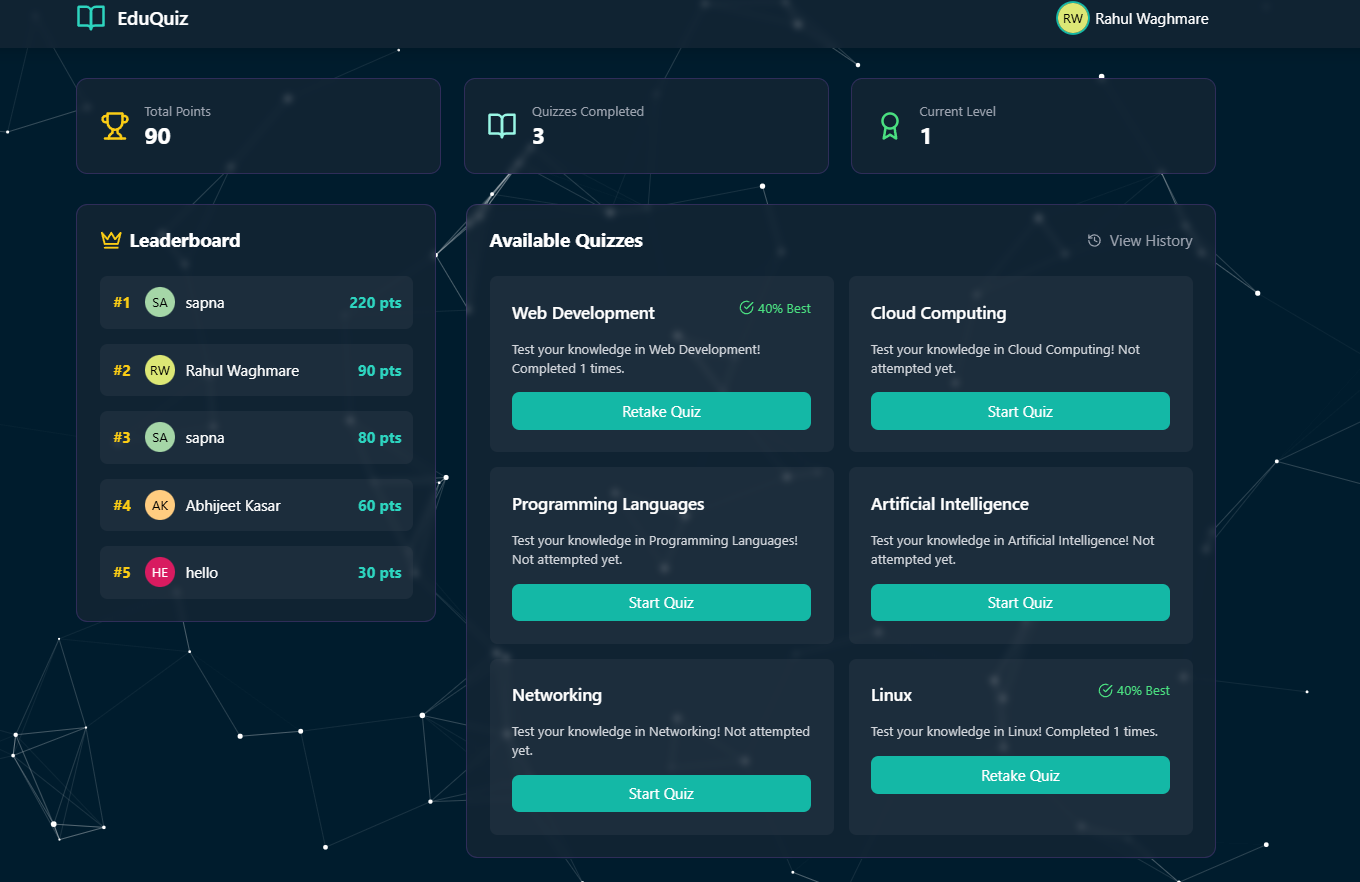 EduQuiz
RW Rahul Waghmare
Total Points
90
Quizzes Completed
3
Current Level
1
Leaderboard
#1 SA sapna 220 pts
#2 RW Rahul Waghmare 90 pts
#3 SA sapna 80 pts
#4 AK Abhijeet Kasar 60 pts
#5 HE hello 30 pts
Available Quizzes
View History
Web Development
40% Best
Test your knowledge in Web Development!
Completed 1 times.
Retake Quiz
Cloud Computing
Test your knowledge in Cloud Computing! Not
attempted yet.
Start Quiz
Programming Languages
Test your knowledge in Programming Languages!
Not attempted yet.
Start Quiz
Artificial Intelligence
Test your knowledge in Artificial Intelligence! Not
attempted yet.
Start Quiz
Networking
Test your knowledge in Networking! Not attempted
yet.
Start Quiz
Linux
40% Best
Test your knowledge in Linux! Completed 1 times.
Retake Quiz